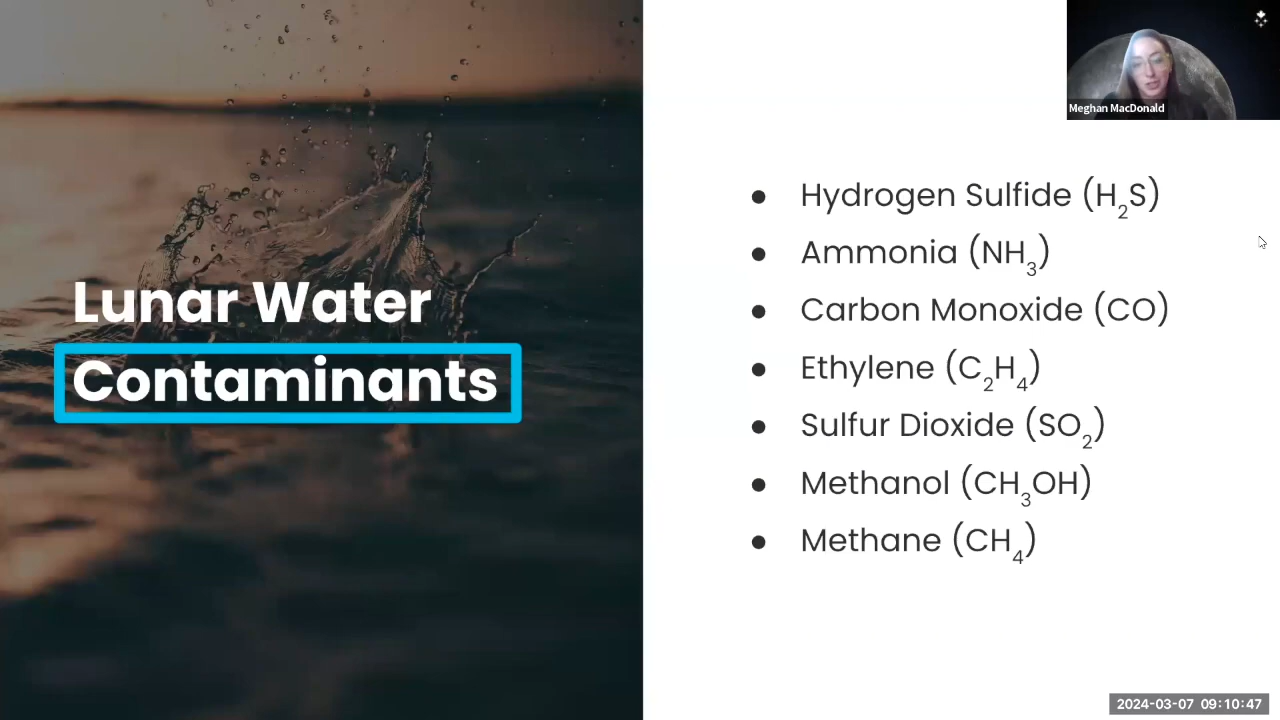 Meghan MacDonald
Lunar Water
Contaminants
● Hydrogen Sulfide (H₂S)
● Ammonia (NH₃)
● Carbon Monoxide (CO)
● Ethylene (C₂H₄)
● Sulfur Dioxide (SO₂)
● Methanol (CH₃OH)
● Methane (CH₄)
2024-03-07 09:10:47